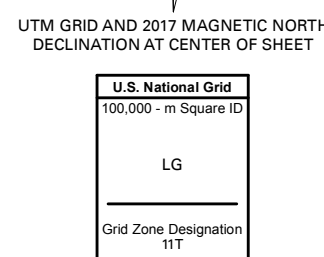 UTM GRID AND 2017 MAGNETIC NORTH
DECLINATION AT CENTER OF SHEET
U.S. National Grid
100,000 - m Square ID
LG
Grid Zone Designation
11T